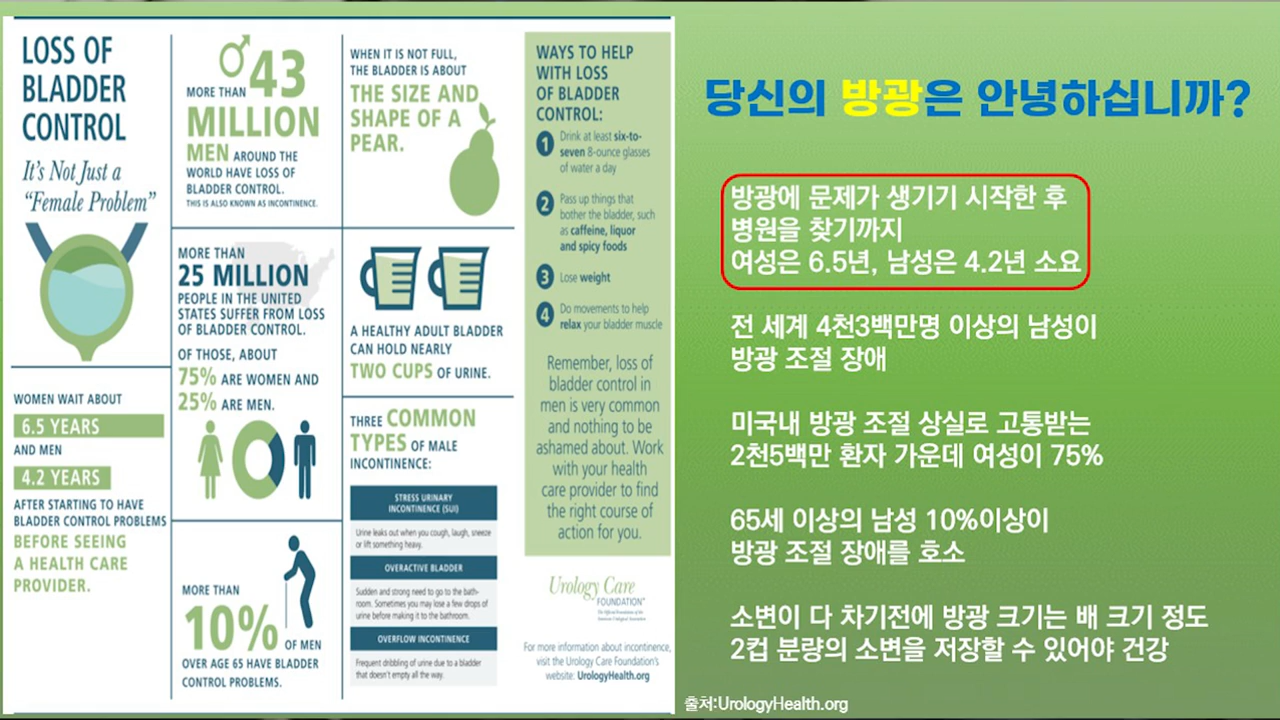 LOSS OF
BLADDER
CONTROL
It's Not Just a
"Female Problem"
WOMEN WAIT ABOUT
6.5 YEARS
AND MEN
4.2 YEARS
AFTER STARTING TO HAVE
BLADDER CONTROL PROBLEMS
BEFORE SEEING
A HEALTH CARE
PROVIDER.
MORE THAN 43
MILLION
MEN AROUND THE
WORLD HAVE LOSS OF
BLADDER CONTROL.
THIS IS ALSO KNOWN AS INCONTINENCE.
MORE THAN
25 MILLION
PEOPLE IN THE UNITED
STATES SUFFER FROM LOSS
OF BLADDER CONTROL.
OF THOSE, ABOUT
75% ARE WOMEN AND
25% ARE MEN.
MORE THAN
10% OF MEN
OVER AGE 65 HAVE BLADDER
CONTROL PROBLEMS.
WHEN IT IS NOT FULL,
THE BLADDER IS ABOUT
THE SIZE AND
SHAPE OF A
PEAR.
A HEALTHY ADULT BLADDER
CAN HOLD NEARLY
TWO CUPS OF URINE.
THREE COMMON
TYPES OF MALE
INCONTINENCE:
STRESS URINARY
INCONTINENCE (SUI)
Urine leaks out when you cough, laugh, sneeze
or lift something heavy.
OVERACTIVE BLADDER
Sudden and strong need to go to the bath-
room. Sometimes you may lose a few drops of
urine before making it to the bathroom.
OVERFLOW INCONTINENCE
Frequent dribbling of urine due to a bladder
that doesn't empty all the way.
WAYS TO HELP
WITH LOSS
OF BLADDER
CONTROL:
1 Drink at least six-to-
seven 8-ounce glasses
of water a day
2 Pass up things that
bother the bladder, such
as caffeine, liquor
and spicy foods
3 Lose weight
4 Do movements to help
relax your bladder muscle
Remember, loss of
bladder control in
men is very common
and nothing to be
ashamed about. Work
with your health
care provider to find
the right course of
action for you.
Urology Care
FOUNDATION
The Official Foundation of the
American Urological Association
For more information about incontinence,
visit the Urology Care Foundation's
website: UrologyHealth.org
당신의 방광은 안녕하십니까?
방광에 문제가 생기기 시작한 후
병원을 찾기까지
여성은 6.5년, 남성은 4.2년 소요
전 세계 4천3백만명 이상의 남성이
방광 조절 장애
미국내 방광 조절 상실로 고통받는
2천5백만 환자 가운데 여성이 75%
65세 이상의 남성 10%이상이
방광 조절 장애를 호소
소변이 다 차기전에 방광 크기는 배 크기 정도
2컵 분량의 소변을 저장할 수 있어야 건강
출처:UrologyHealth.org